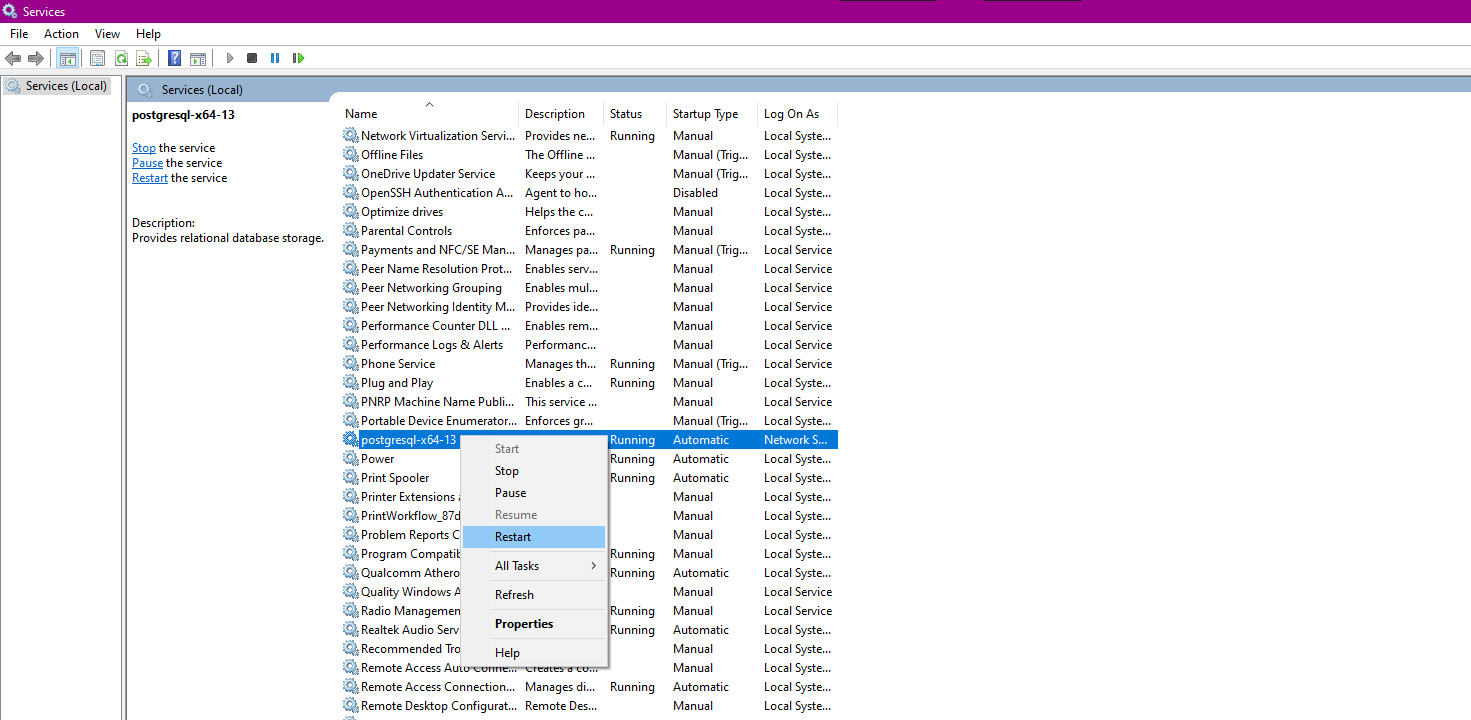 Services
File Action View Help
Services (Local)
Services (Local)
postgresql-x64-13
Stop the service
Pause the service
Restart the service
Description:
Provides relational database storage.
Name Description Status Startup Type Log On As
Network Virtualization Servi... Provides ne... Running Manual Local Syste...
Offline Files The Offline ... Manual (Trig... Local Syste...
OneDrive Updater Service Keeps your ... Manual (Trig... Local Syste...
OpenSSH Authentication A... Agent to ho... Disabled Local Syste...
Optimize drives Helps the c... Manual Local Syste...
Parental Controls Enforces pa... Manual Local Syste...
Payments and NFC/SE Man... Manages pa... Running Manual (Trig... Local Service
Peer Name Resolution Prot... Enables serv... Manual Local Service
Peer Networking Grouping Enables mul... Manual Local Service
Peer Networking Identity M... Provides ide... Manual Local Service
Performance Counter DLL ... Enables rem... Manual Local Service
Performance Logs & Alerts Performanc... Manual Local Service
Phone Service Manages th... Running Manual (Trig... Local Service
Plug and Play Enables a c... Running Manual Local Syste...
PNRP Machine Name Publi... This service ... Manual Local Service
Portable Device Enumerator... Enforces gr... Manual (Trig... Local Syste...
postgresql-x64-13 Running Automatic Network S...
Power Running Automatic Local Syste...
Print Spooler Running Automatic Local Syste...
Printer Extensions Manual Local Syste...
PrintWorkflow_87d Manual Local Syste...
Problem Reports C Manual Local Syste...
Program Compatib Running Manual Local Syste...
Qualcomm Athero Running Automatic Local Syste...
Quality Windows A Manual Local Service
Radio Managemen Running Manual Local Service
Realtek Audio Serv Running Automatic Local Syste...
Recommended Tro Manual Local Syste...
Remote Access Auto Conne... Creates a co... Manual Local Syste...
Remote Access Connection... Manages di... Running Automatic Local Syste...
Remote Desktop Configurat... Remote Des... Manual Local Syste...
Start
Stop
Pause
Resume
Restart
All Tasks
Refresh
Properties
Help